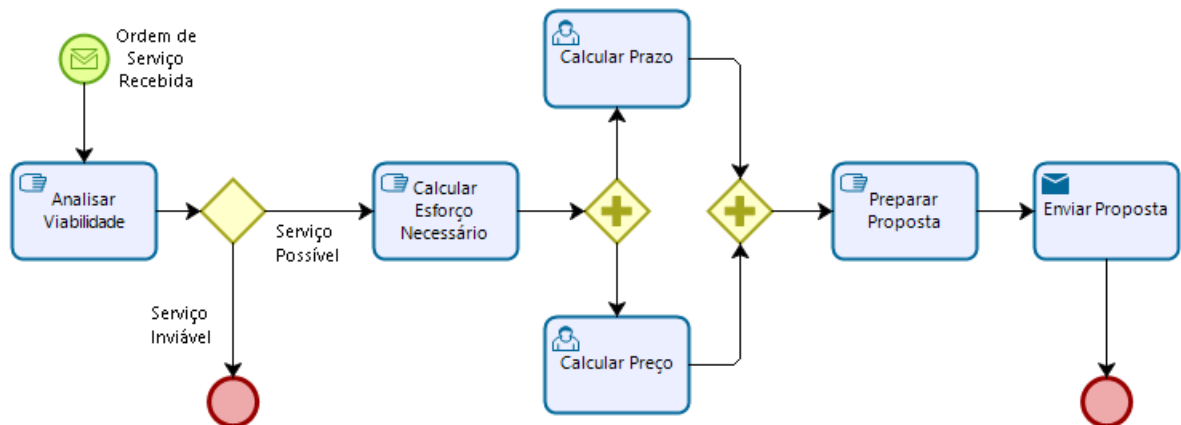 Ordem de
Serviço
Recebida
Calcular Prazo
Analisar
Viabilidade
Serviço
Possível
Calcular
Esforço
Necessário
Preparar
Proposta
Enviar Proposta
Serviço
Inviável
Calcular Preço